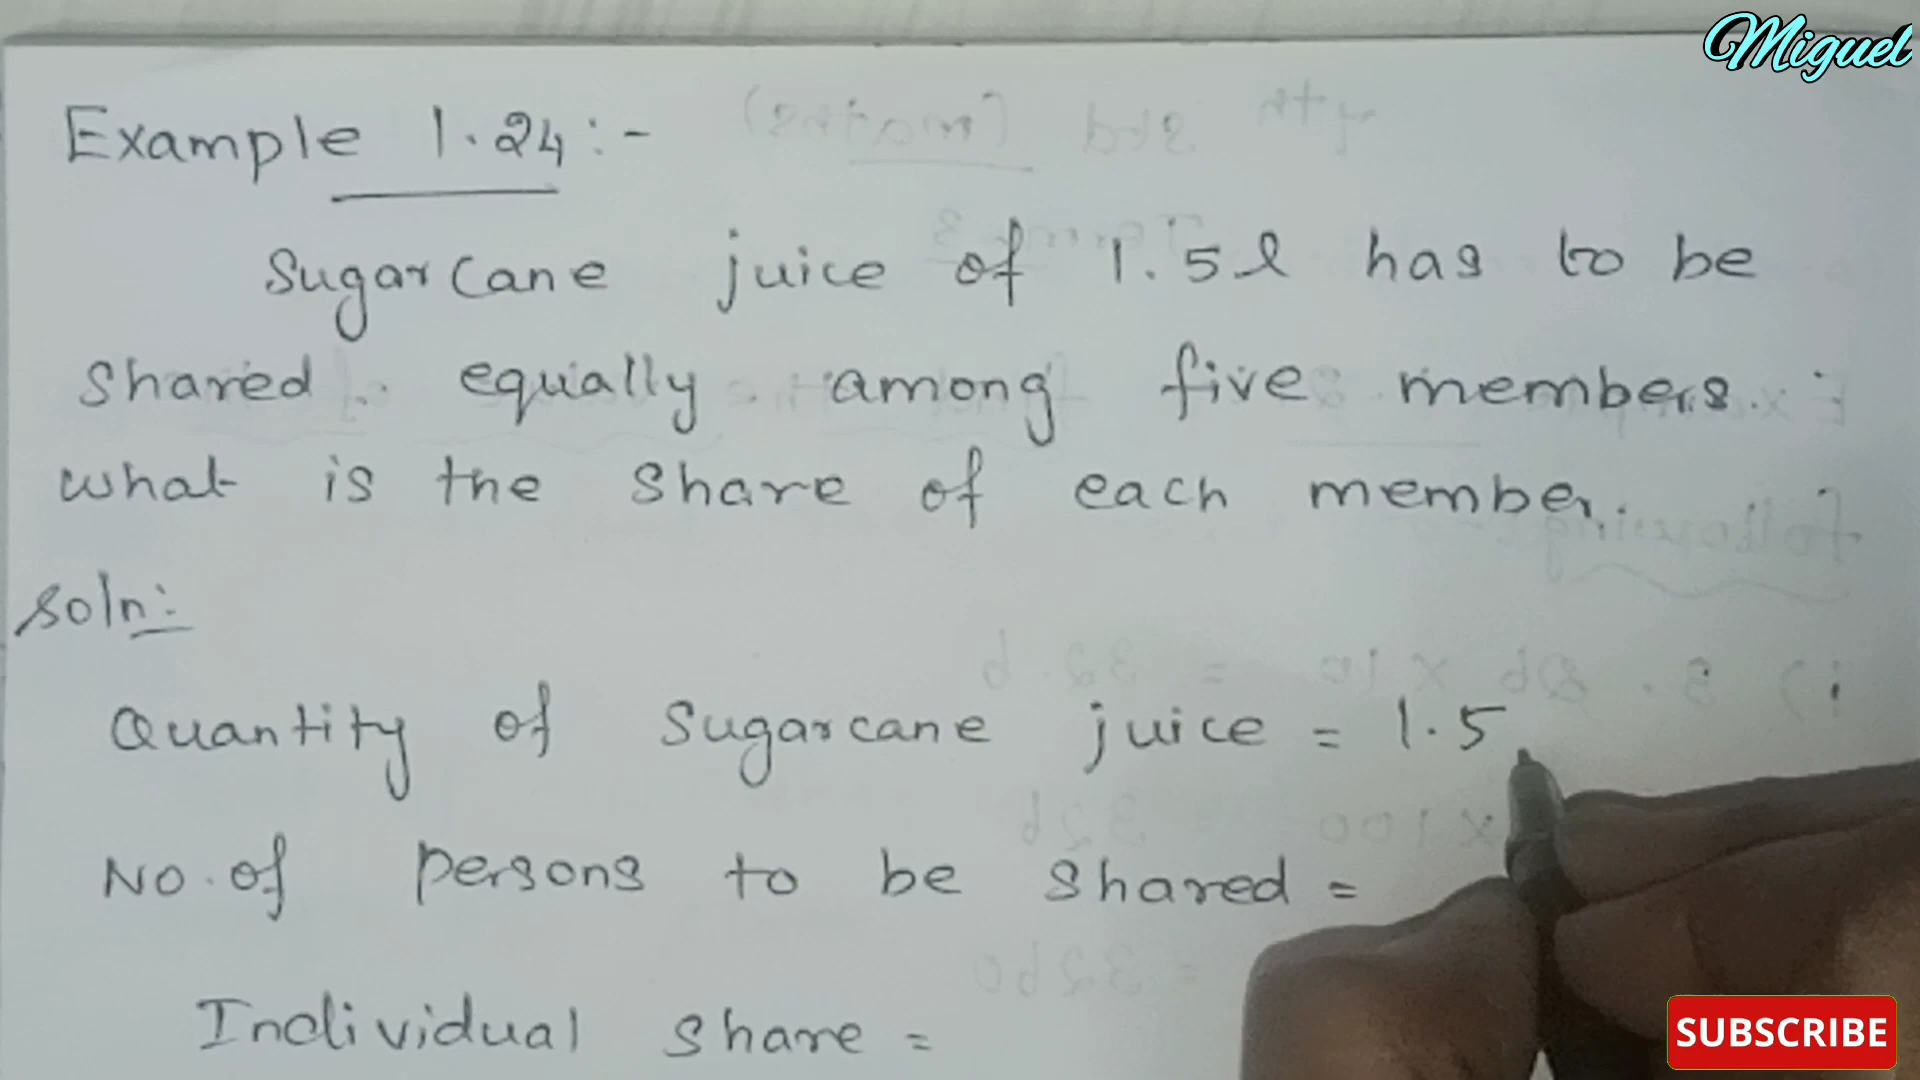 Miguel
Example 1.24:-
Sugarcane juice of 1.5l has to be
shared equally among five members.
what is the share of each member.
soln:
Quantity of Sugarcane juice = 1.5
No. of persons to be shared =
Individual share =
SUBSCRIBE